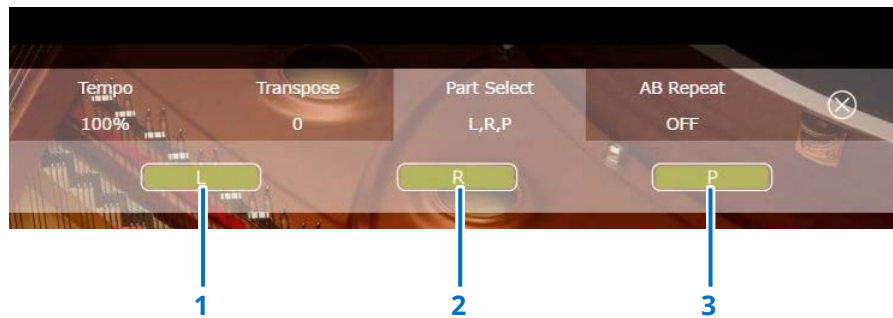 Tempo Transpose Part Select AB Repeat
100% 0 L,R,P OFF
L R P
1 2 3